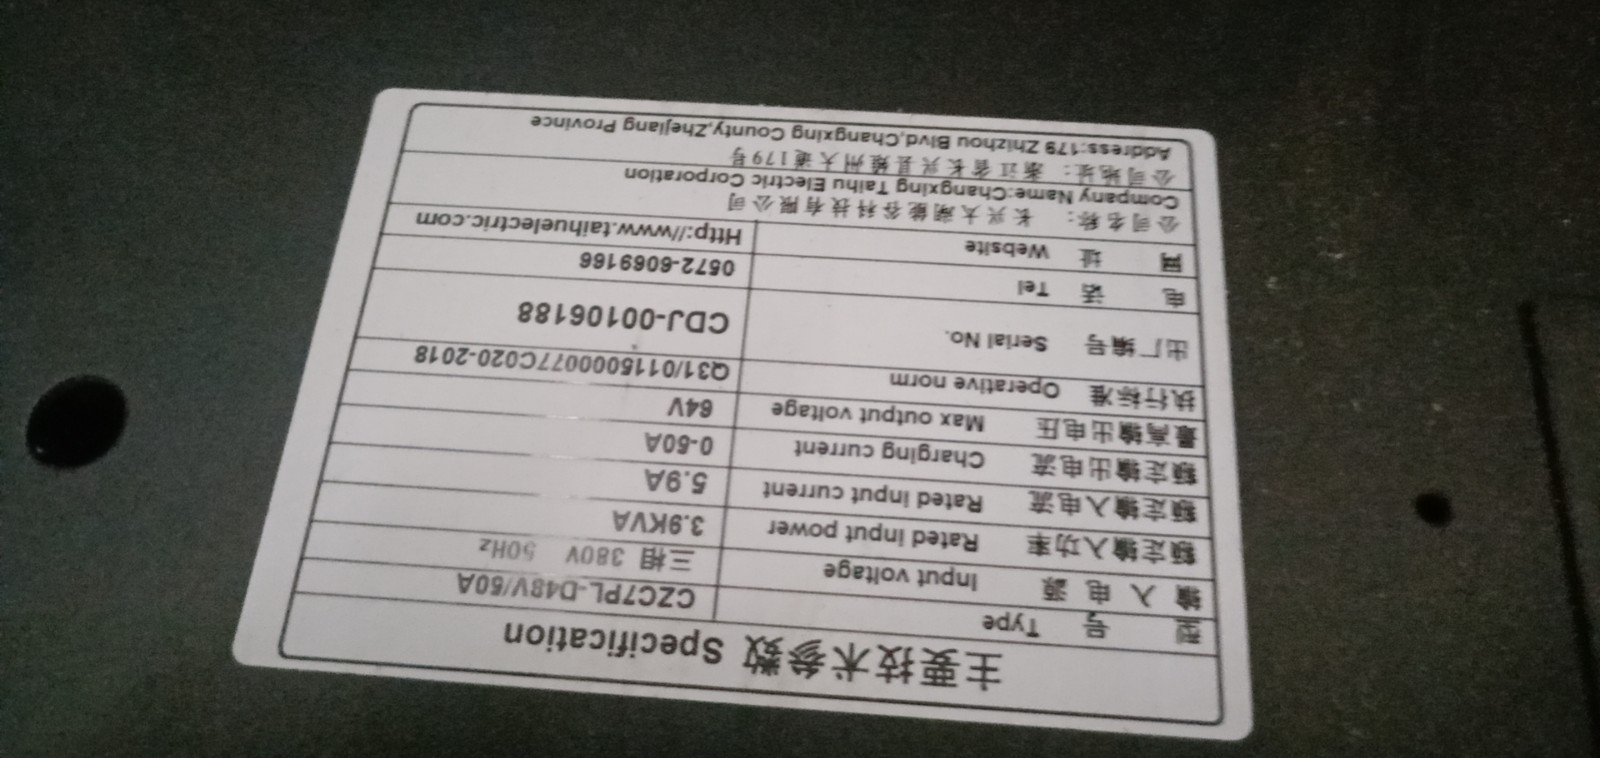 主要技术参数 Specification
型 号 Type CZC7PL-D48V/50A
输 入 电 源 Input voltage 三相 380V 50Hz
额定输入功率 Rated input power 3.9KVA
额定输入电流 Rated input current 5.9A
额定输出电流 Charging current 0-50A
最高输出电压 Max output voltage 64V
执行标准 Operative norm Q31/0115000077C020-2018
出厂编号 Serial No. CDJ-00106188
电 话 Tel 0572-6069166
网 址 Website Http://www.taihuelectric.com
公司名称: 长兴太湖能谷科技有限公司
Company Name:Changxing Taihu Electric Corporation
公司地址: 浙江省长兴县雉州大道179号
Address:179 Zhizhou Blvd,Changxing County,Zhejiang Province